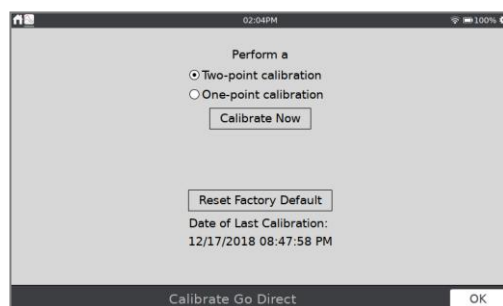 02:04PM
100%
Perform a
Two-point calibration
One-point calibration
Calibrate Now
Reset Factory Default
Date of Last Calibration:
12/17/2018 08:47:58 PM
Calibrate Go Direct
OK